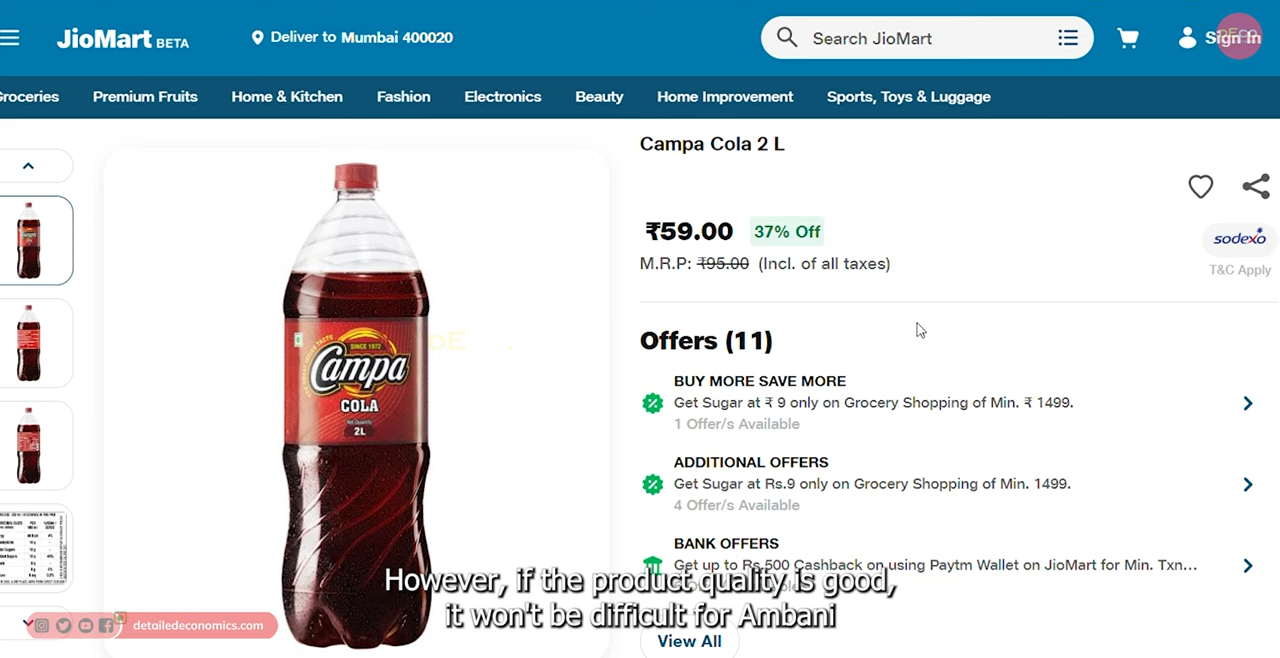 JioMart BETA
Deliver to Mumbai 400020
Search JioMart
Sign In
Groceries
Premium Fruits
Home & Kitchen
Fashion
Electronics
Beauty
Home Improvement
Sports, Toys & Luggage
Campa Cola 2 L
₹59.00 37% Off
M.R.P: ₹95.00 (Incl. of all taxes)
sodexo
T&C Apply
SINCE 1972
Campa
COLA
Net Quantity
2L
Offers (11)
BUY MORE SAVE MORE
Get Sugar at ₹ 9 only on Grocery Shopping of Min. ₹ 1499.
1 Offer/s Available
ADDITIONAL OFFERS
Get Sugar at Rs.9 only on Grocery Shopping of Min. 1499.
4 Offer/s Available
BANK OFFERS
Get up to Rs.500 Cashback on using Paytm Wallet on JioMart for Min. Txn...
However, if the product quality is good,
it won't be difficult for Ambani
detailedeconomics.com
View All